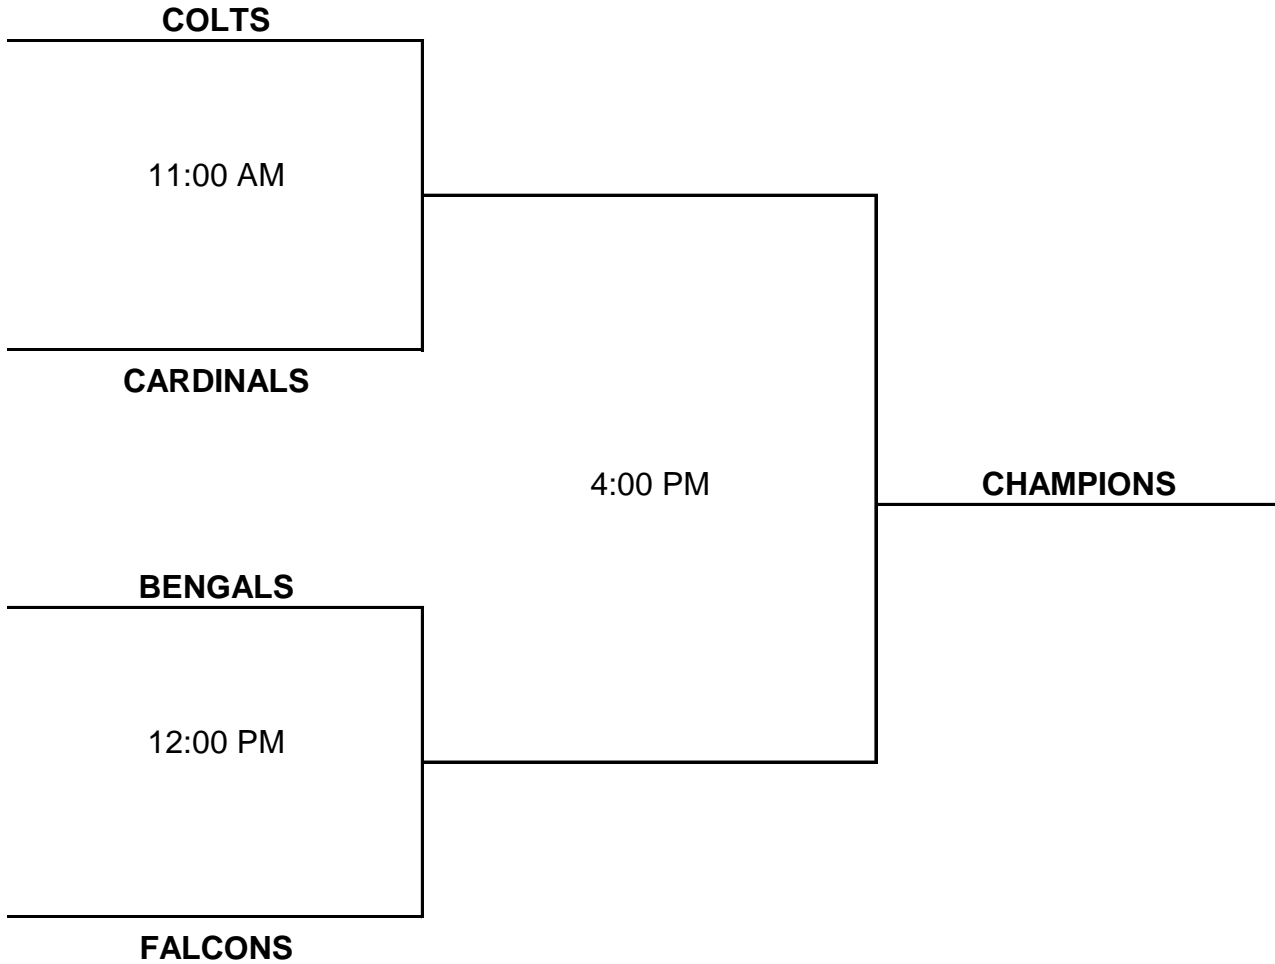 COLTS
11:00 AM
CARDINALS
4:00 PM
CHAMPIONS
BENGALS
12:00 PM
FALCONS